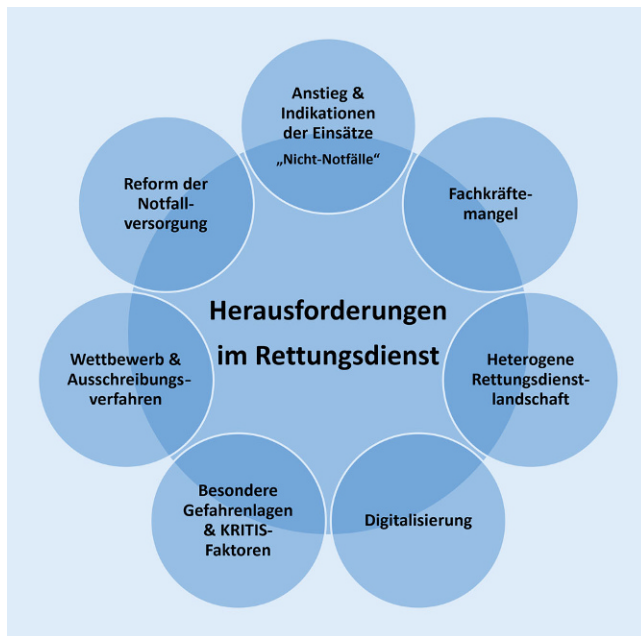 Anstieg &
Indikationen
der Einsätze
„Nicht-Notfälle“
Fachkräfte-
mangel
Heterogene
Rettungsdienst-
landschaft
Digitalisierung
Besondere
Gefahrenlagen
& KRITIS-
Faktoren
Wettbewerb &
Ausschreibungs-
verfahren
Reform der
Notfall-
versorgung
Herausforderungen
im Rettungsdienst